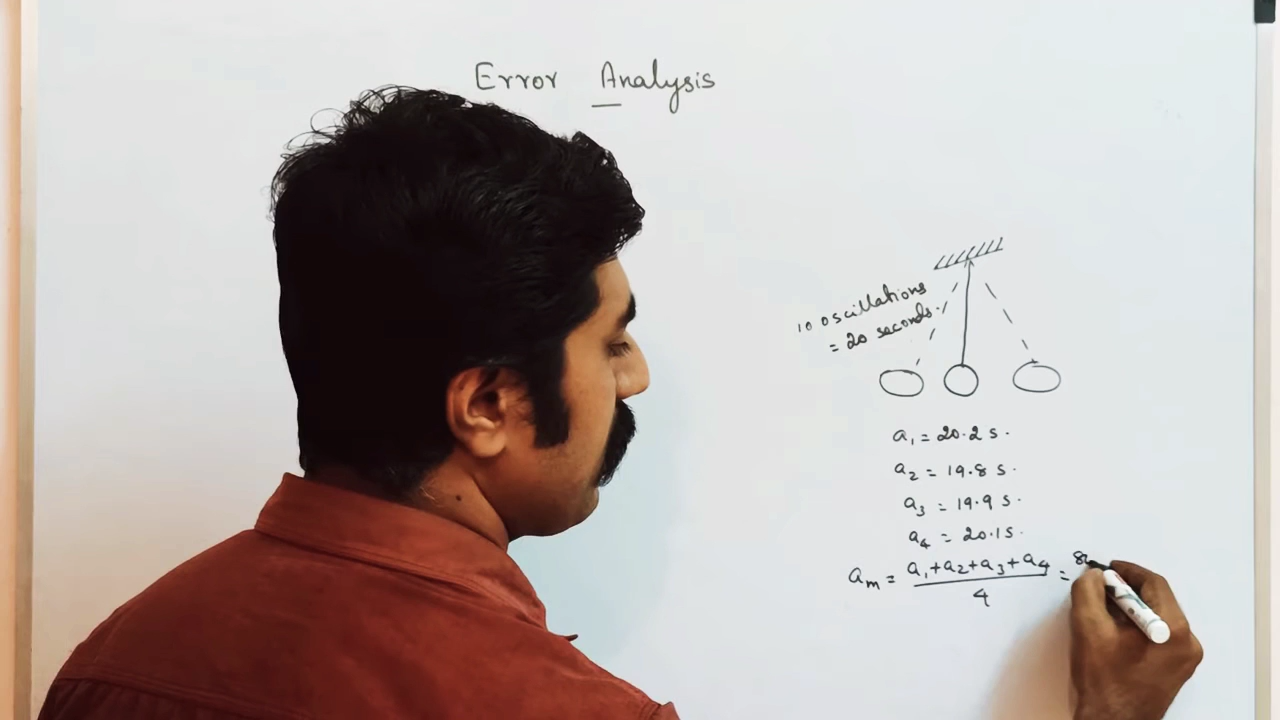 Error Analysis
10 oscillations
= 20 seconds.
a₁ = 20.2 s.
a₂ = 19.8 s.
a₃ = 19.9 s.
a₄ = 20.1 s.
aₘ = (a₁+a₂+a₃+a₄)/4 =